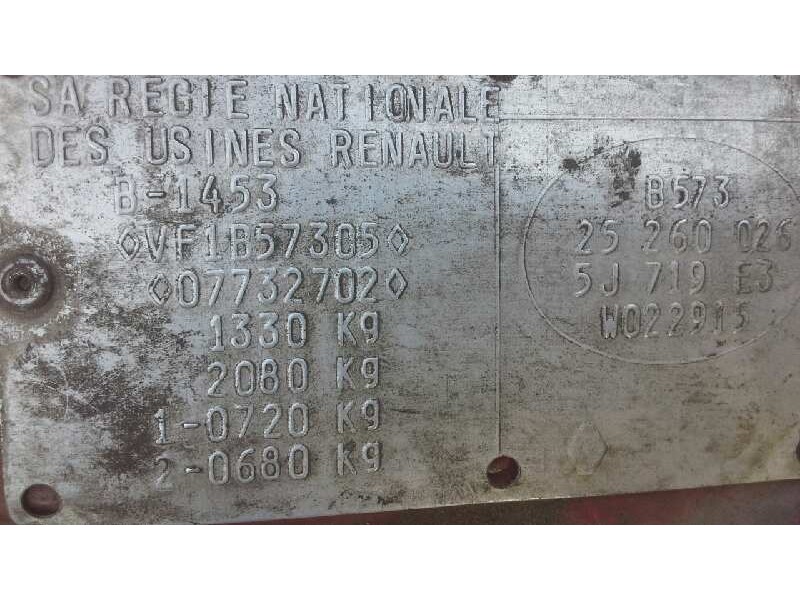 SA REGIE NATIONALE
DES USINES RENAULT
B-1453
◊VF1B57305◊
◊07732702◊
1330 Kg
2080 Kg
1-0720 Kg
2-0680 Kg
B573
25 260 026
5J 719 E3
W022915